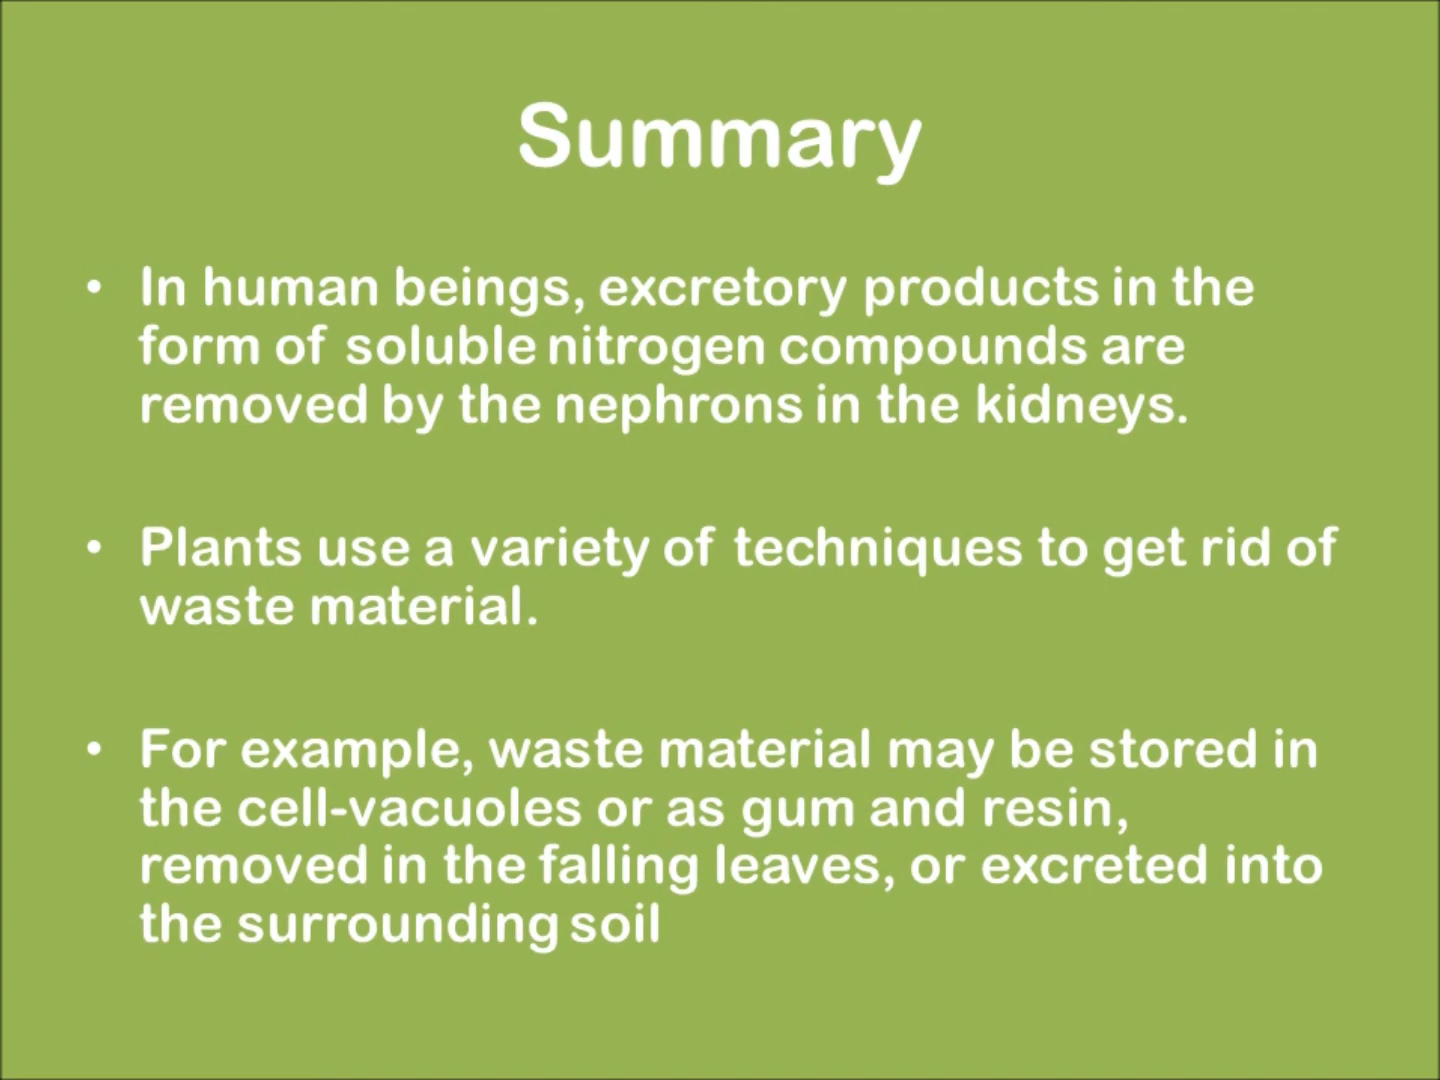 Summary
• In human beings, excretory products in the
form of soluble nitrogen compounds are
removed by the nephrons in the kidneys.
• Plants use a variety of techniques to get rid of
waste material.
• For example, waste material may be stored in
the cell-vacuoles or as gum and resin,
removed in the falling leaves, or excreted into
the surrounding soil